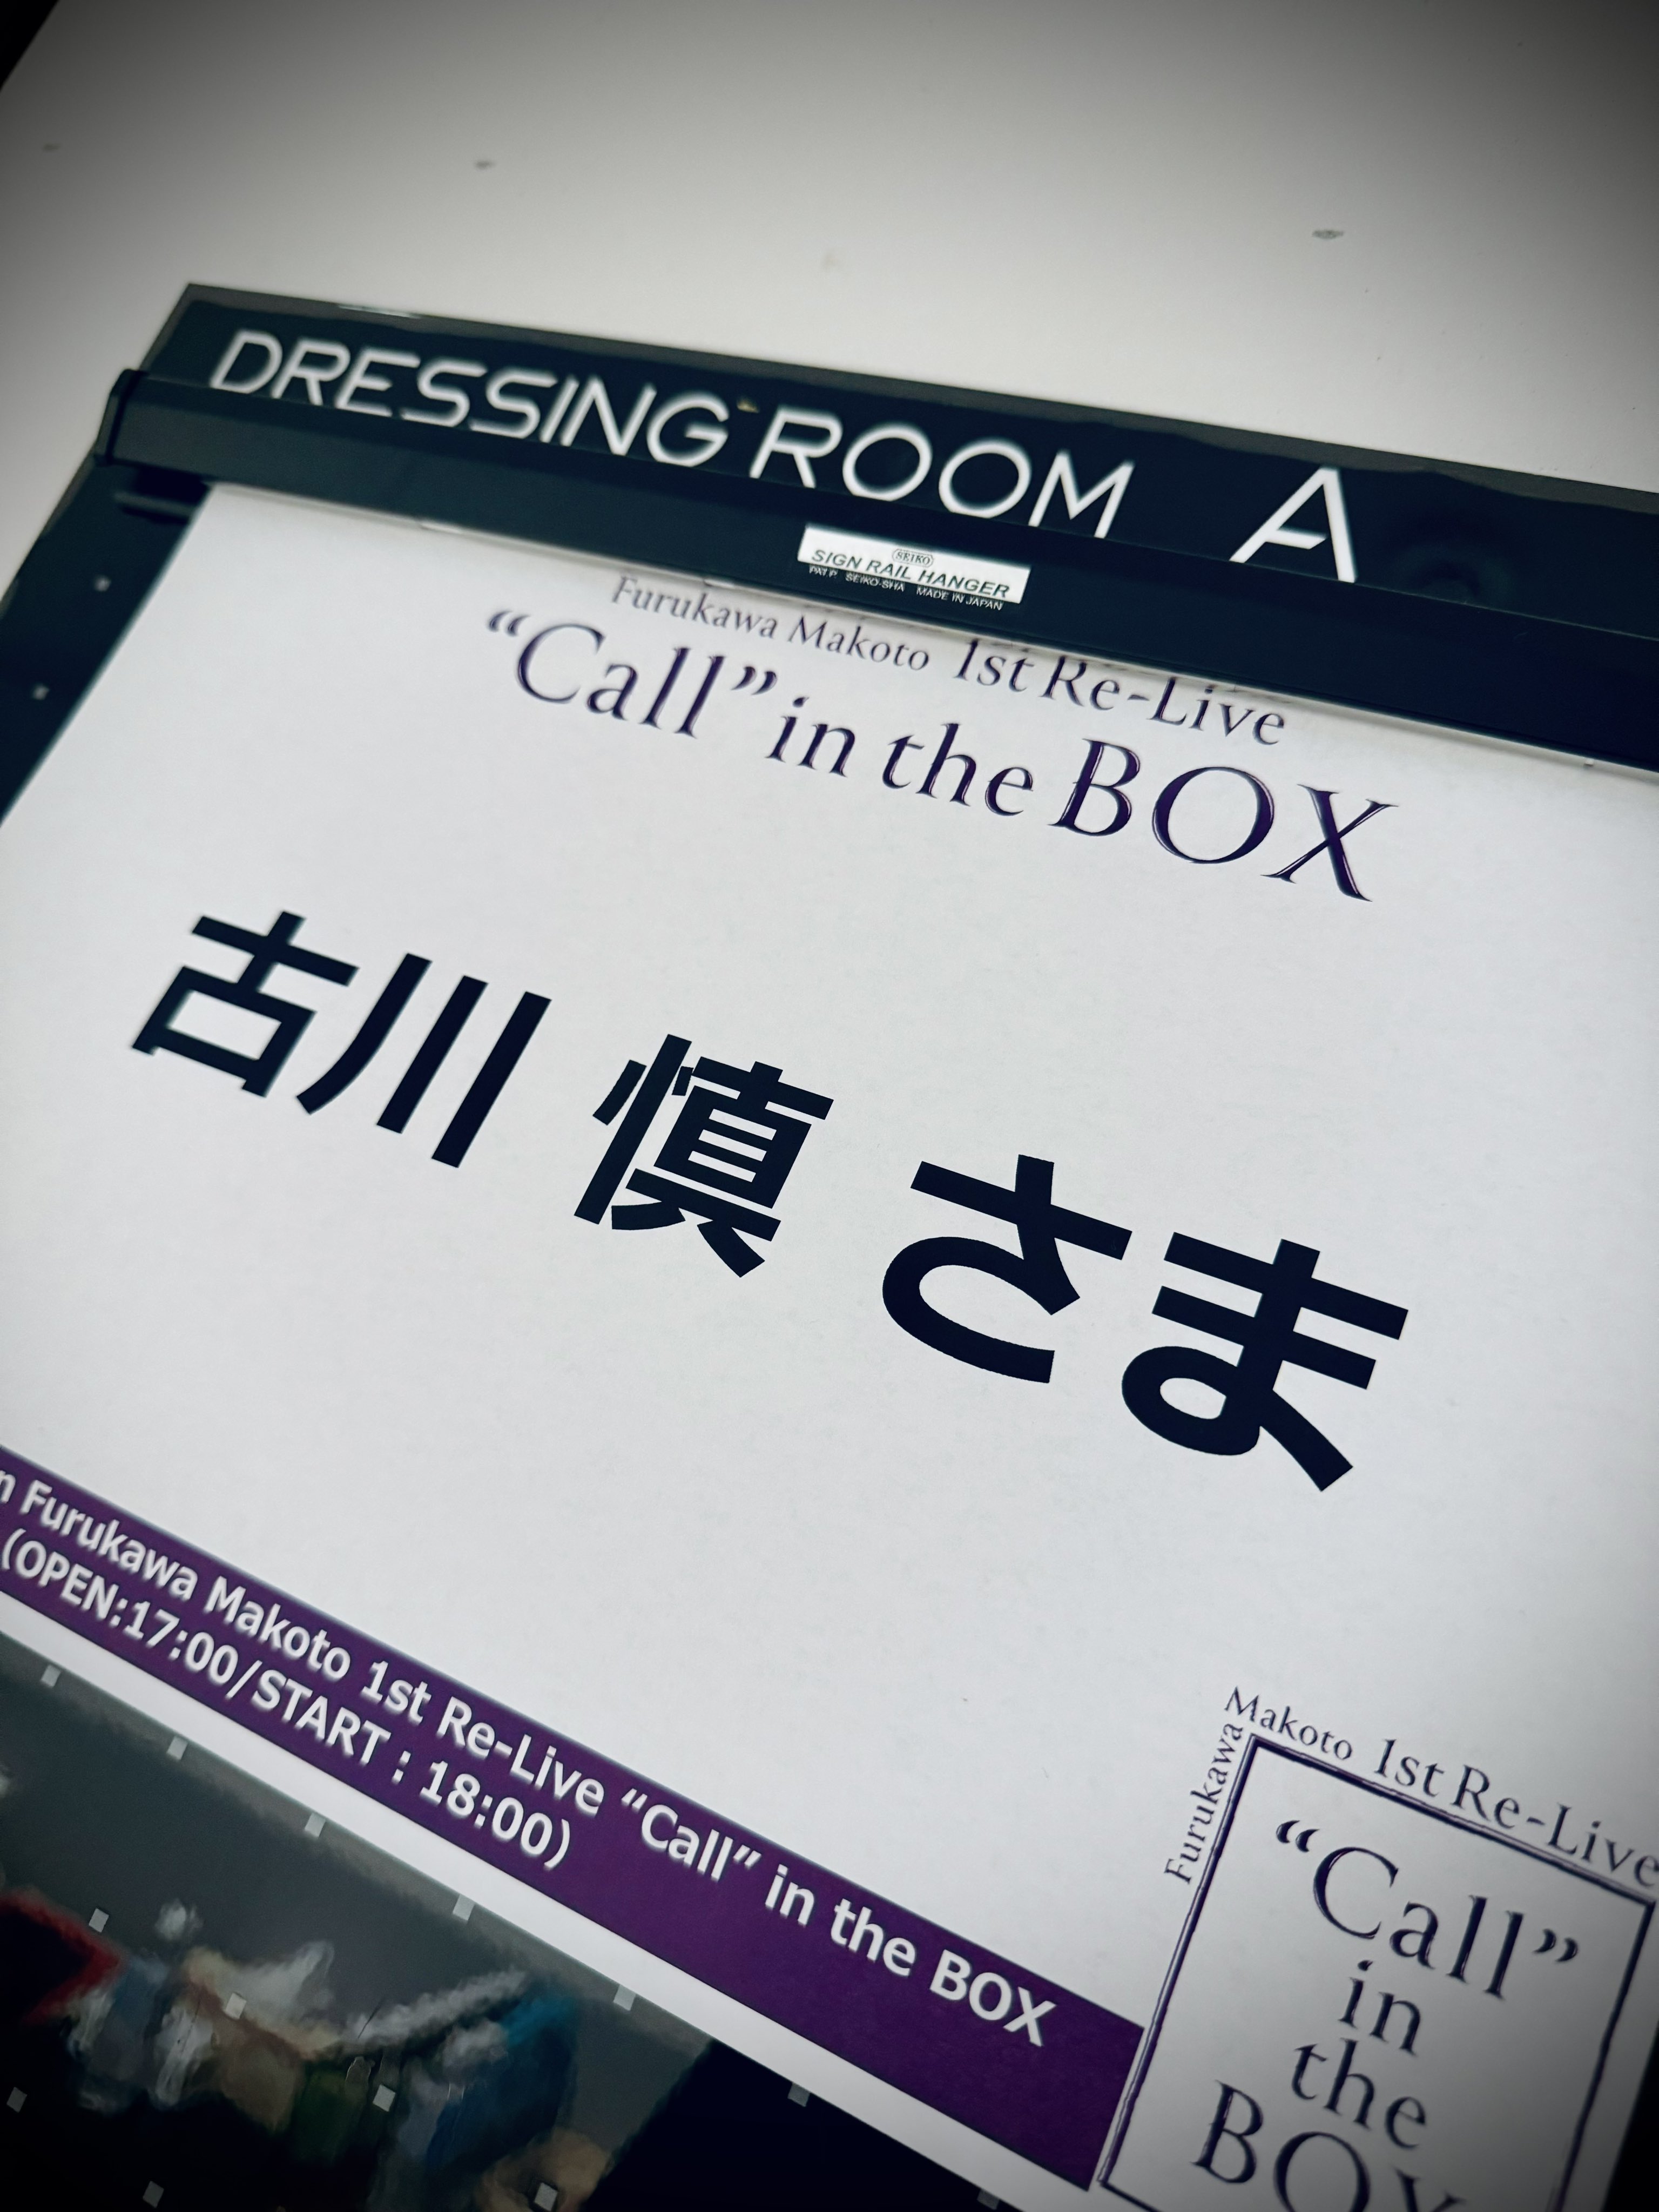 DRESSING ROOM A
SEIKO
SIGN RAIL HANGER
PAT.P SEIKO-SHA MADE IN JAPAN
Furukawa Makoto 1st Re-Live
“Call” in the BOX
古川 慎 さま
n Furukawa Makoto 1st Re-Live “Call” in the BOX
(OPEN:17:00/START : 18:00)
Furukawa
Makoto 1st Re-Live
“Call”
in
the
BOX